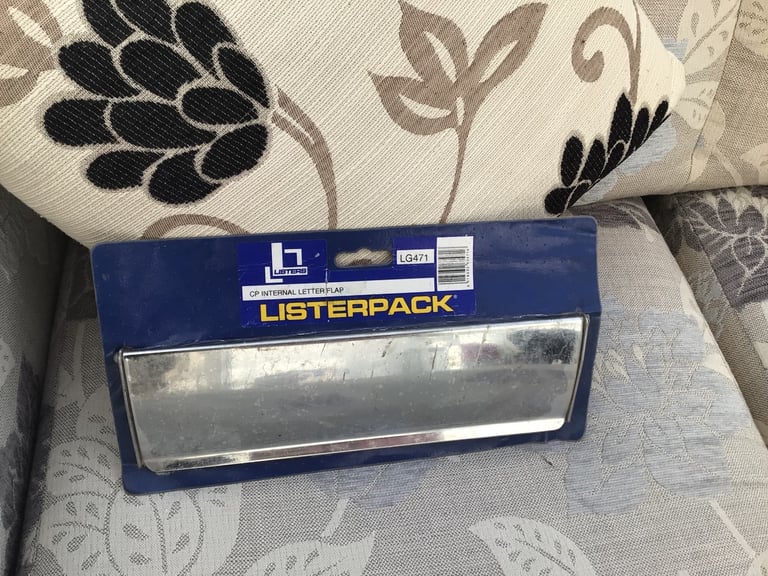 LISTERS
LG471
CP INTERNAL LETTER FLAP
LISTERPACK